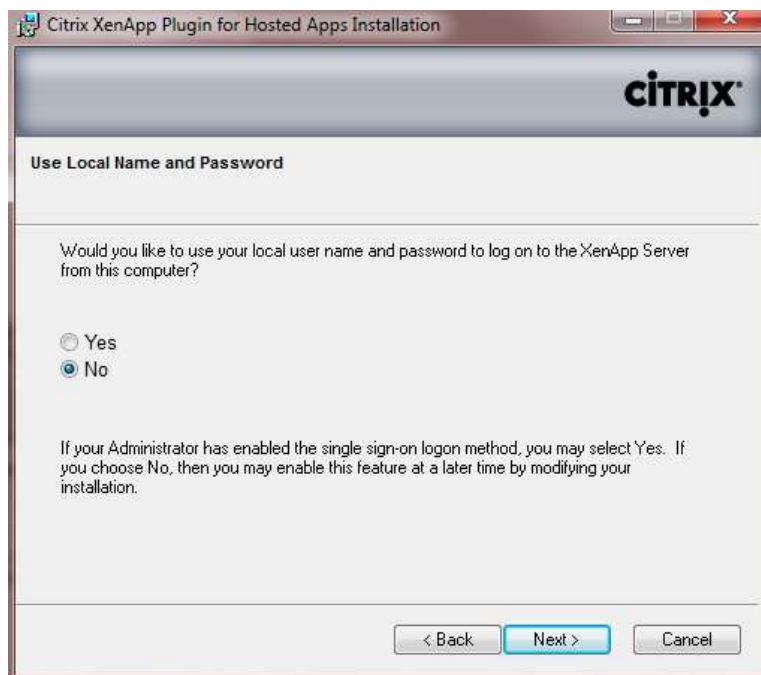 Citrix XenApp Plugin for Hosted Apps Installation
CİTRIX
Use Local Name and Password
Would you like to use your local user name and password to log on to the XenApp Server
from this computer?
Yes
No
If your Administrator has enabled the single sign-on logon method, you may select Yes. If
you choose No, then you may enable this feature at a later time by modifying your
installation.
< Back Next > Cancel